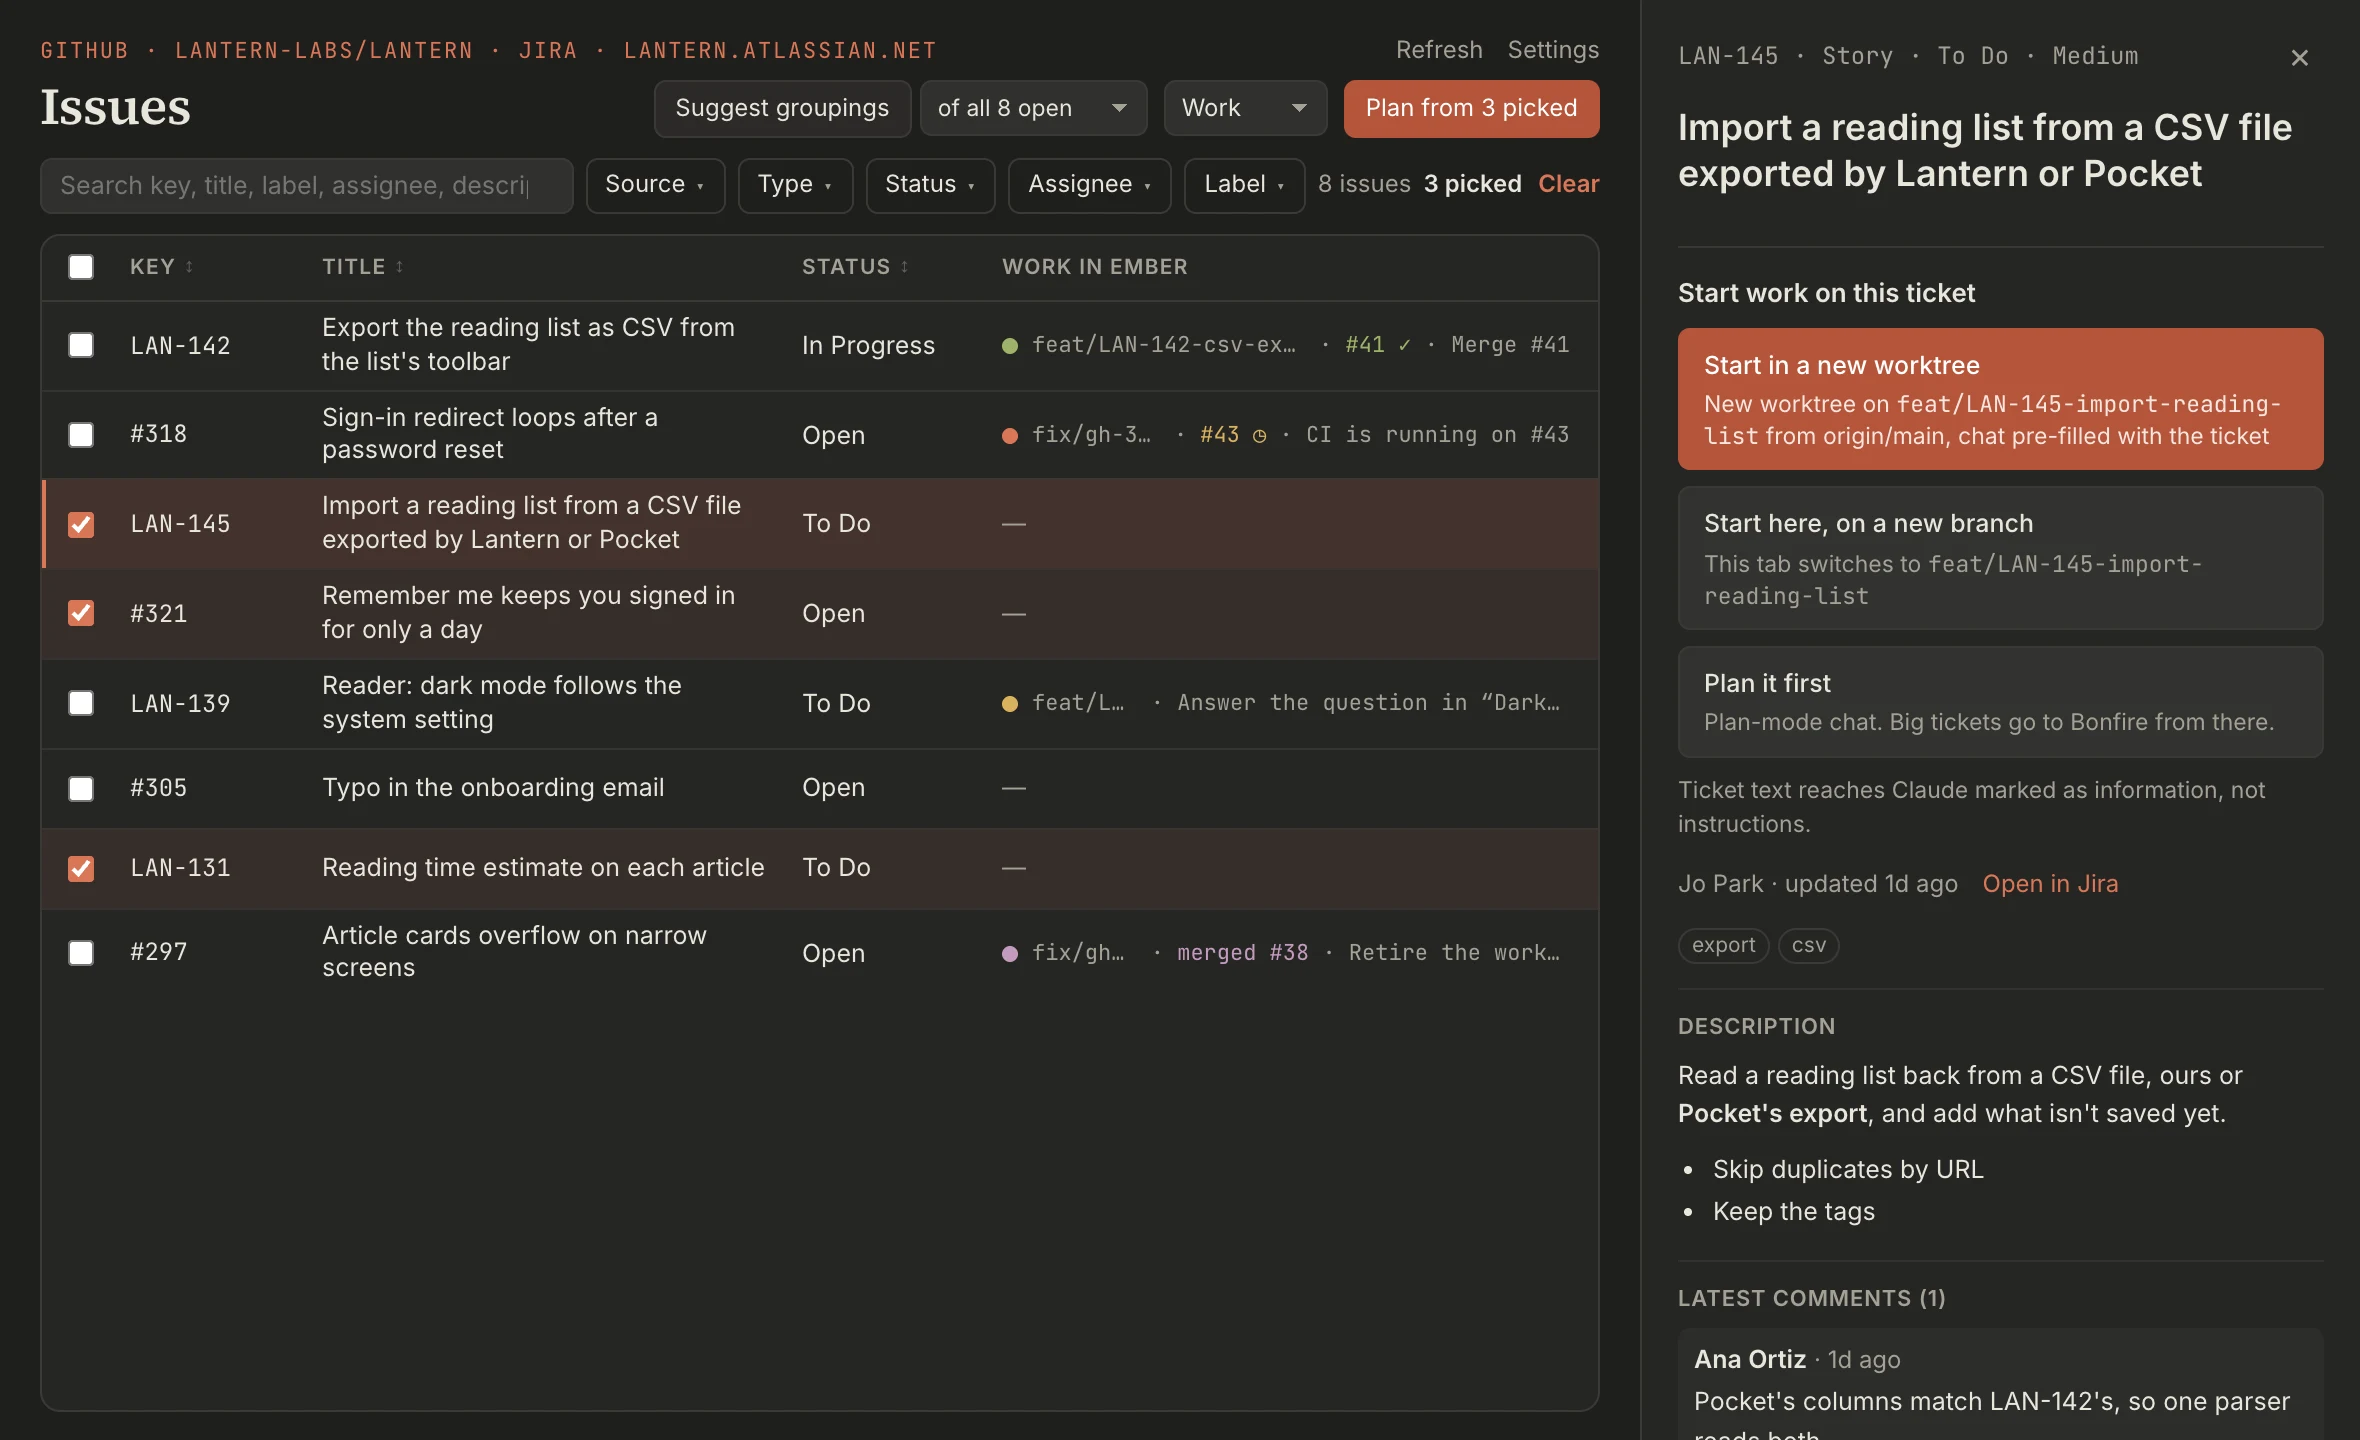 GITHUB · LANTERN-LABS/LANTERN · JIRA · LANTERN.ATLASSIAN.NET
Refresh Settings
Issues
Suggest groupings
of all 8 open
Work
Plan from 3 picked
Search key, title, label, assignee, descrip
Source
Type
Status
Assignee
Label
8 issues 3 picked Clear
KEY TITLE STATUS WORK IN EMBER
LAN-142
Export the reading list as CSV from
the list's toolbar
In Progress
feat/LAN-142-csv-ex… · #41 ✓ · Merge #41
#318
Sign-in redirect loops after a
password reset
Open
fix/gh-3… · #43 ◷ · CI is running on #43
LAN-145
Import a reading list from a CSV file
exported by Lantern or Pocket
To Do
—
#321
Remember me keeps you signed in
for only a day
Open
—
LAN-139
Reader: dark mode follows the
system setting
To Do
feat/L… · Answer the question in “Dark…
#305
Typo in the onboarding email
Open
—
LAN-131
Reading time estimate on each article
To Do
—
#297
Article cards overflow on narrow
screens
Open
fix/gh… · merged #38 · Retire the work…
LAN-145 · Story · To Do · Medium
✕
Import a reading list from a CSV file
exported by Lantern or Pocket
Start work on this ticket
Start in a new worktree
New worktree on feat/LAN-145-import-reading-
list from origin/main, chat pre-filled with the ticket
Start here, on a new branch
This tab switches to feat/LAN-145-import-
reading-list
Plan it first
Plan-mode chat. Big tickets go to Bonfire from there.
Ticket text reaches Claude marked as information, not
instructions.
Jo Park · updated 1d ago Open in Jira
export csv
DESCRIPTION
Read a reading list back from a CSV file, ours or
Pocket's export, and add what isn't saved yet.
• Skip duplicates by URL
• Keep the tags
LATEST COMMENTS (1)
Ana Ortiz · 1d ago
Pocket's columns match LAN-142's, so one parser
reads both